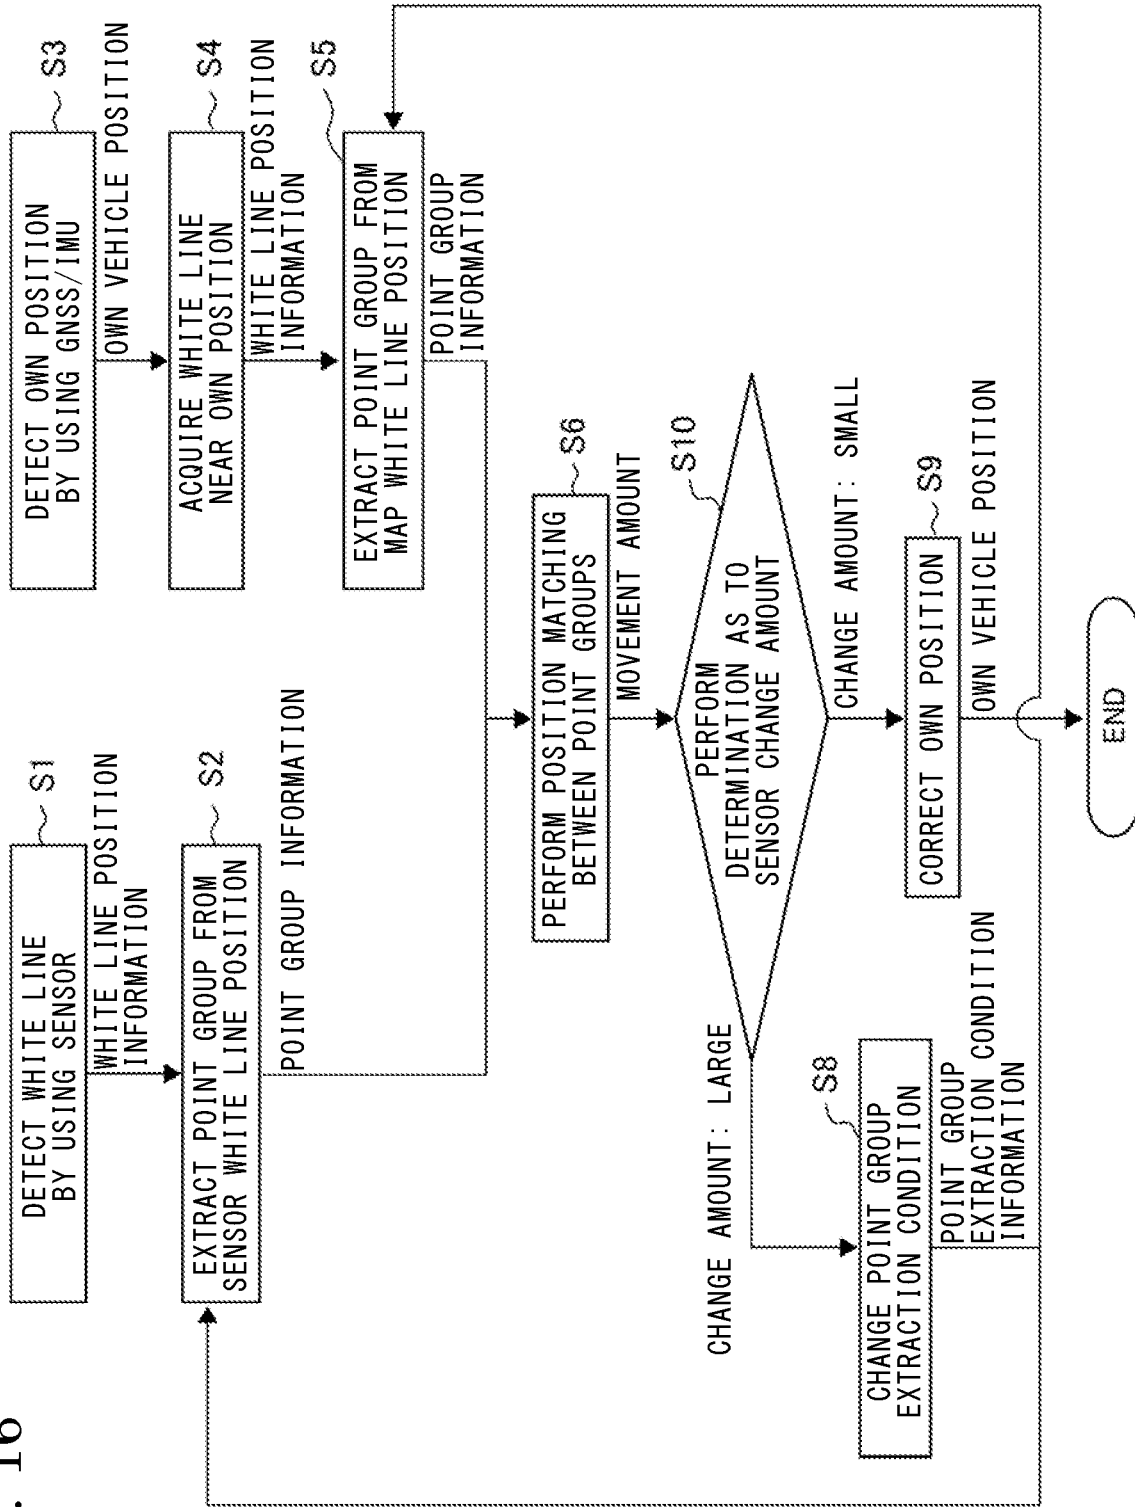 . 16
S1
DETECT WHITE LINE
BY USING SENSOR
WHITE LINE POSITION
INFORMATION
S2
EXTRACT POINT GROUP FROM
SENSOR WHITE LINE POSITION
POINT GROUP INFORMATION
S3
DETECT OWN POSITION
BY USING GNSS/IMU
OWN VEHICLE POSITION
S4
ACQUIRE WHITE LINE
NEAR OWN POSITION
WHITE LINE POSITION
INFORMATION
S5
EXTRACT POINT GROUP FROM
MAP WHITE LINE POSITION
POINT GROUP
INFORMATION
S6
PERFORM POSITION MATCHING
BETWEEN POINT GROUPS
MOVEMENT AMOUNT
S10
PERFORM
DETERMINATION AS TO
SENSOR CHANGE AMOUNT
CHANGE AMOUNT: LARGE
CHANGE AMOUNT: SMALL
S8
CHANGE POINT GROUP
EXTRACTION CONDITION
POINT GROUP
EXTRACTION CONDITION
INFORMATION
S9
CORRECT OWN POSITION
OWN VEHICLE POSITION
END